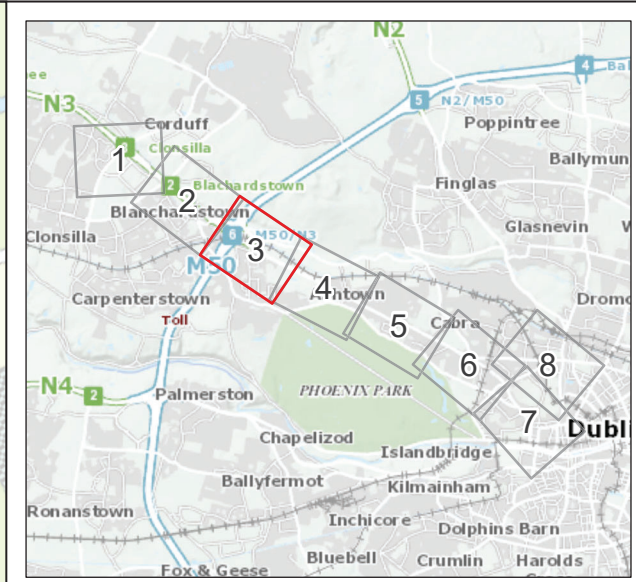 N2
4
Bal
ee
N3
5 N2/M50
Corduff
Poppintree
1
Clonsilla
Ballymun
2 Blachardstown
Finglas
2
Blanchardstown
Glasnevin
Clonsilla
6 M50/N3
3
M50
4
Carpenterstown
Ashtown
Dromo
Toll
5
Cabra
8
6
N4
2
Palmerston
PHOENIX PARK
7
Dubli
Chapelizod
Islandbridge
Ballyfermot
Kilmainham
Ronanstown
Inchicore
Dolphins Barn
Bluebell
Crumlin
Harolds
Fox & Geese